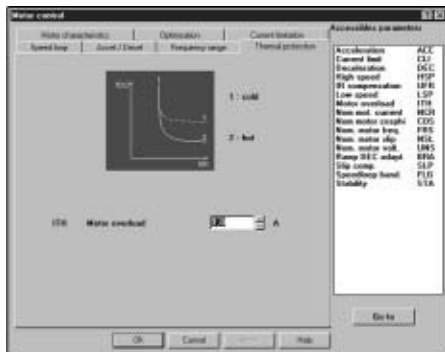 Motor control
Motor characteristics Optimisation Current limitation
Speed loop Accel / Decel Frequency range Thermal protection
1 : cold
2 : hot
ITH Motor overload A
OK Cancel Help
Accessibles parameters
Acceleration ACC
Current limit CLI
Deceleration DEC
High speed HSP
IR compensation UFR
Low speed LSP
Motor overload ITH
Nom mot. current NCR
Nom motor cosphi COS
Nom. motor freq. FRS
Nom. motor slip NSL
Nom. motor volt. UNS
Ramp DEC adapt BRA
Slip comp. SLP
Speedloop band. FLG
Stability STA
Go to